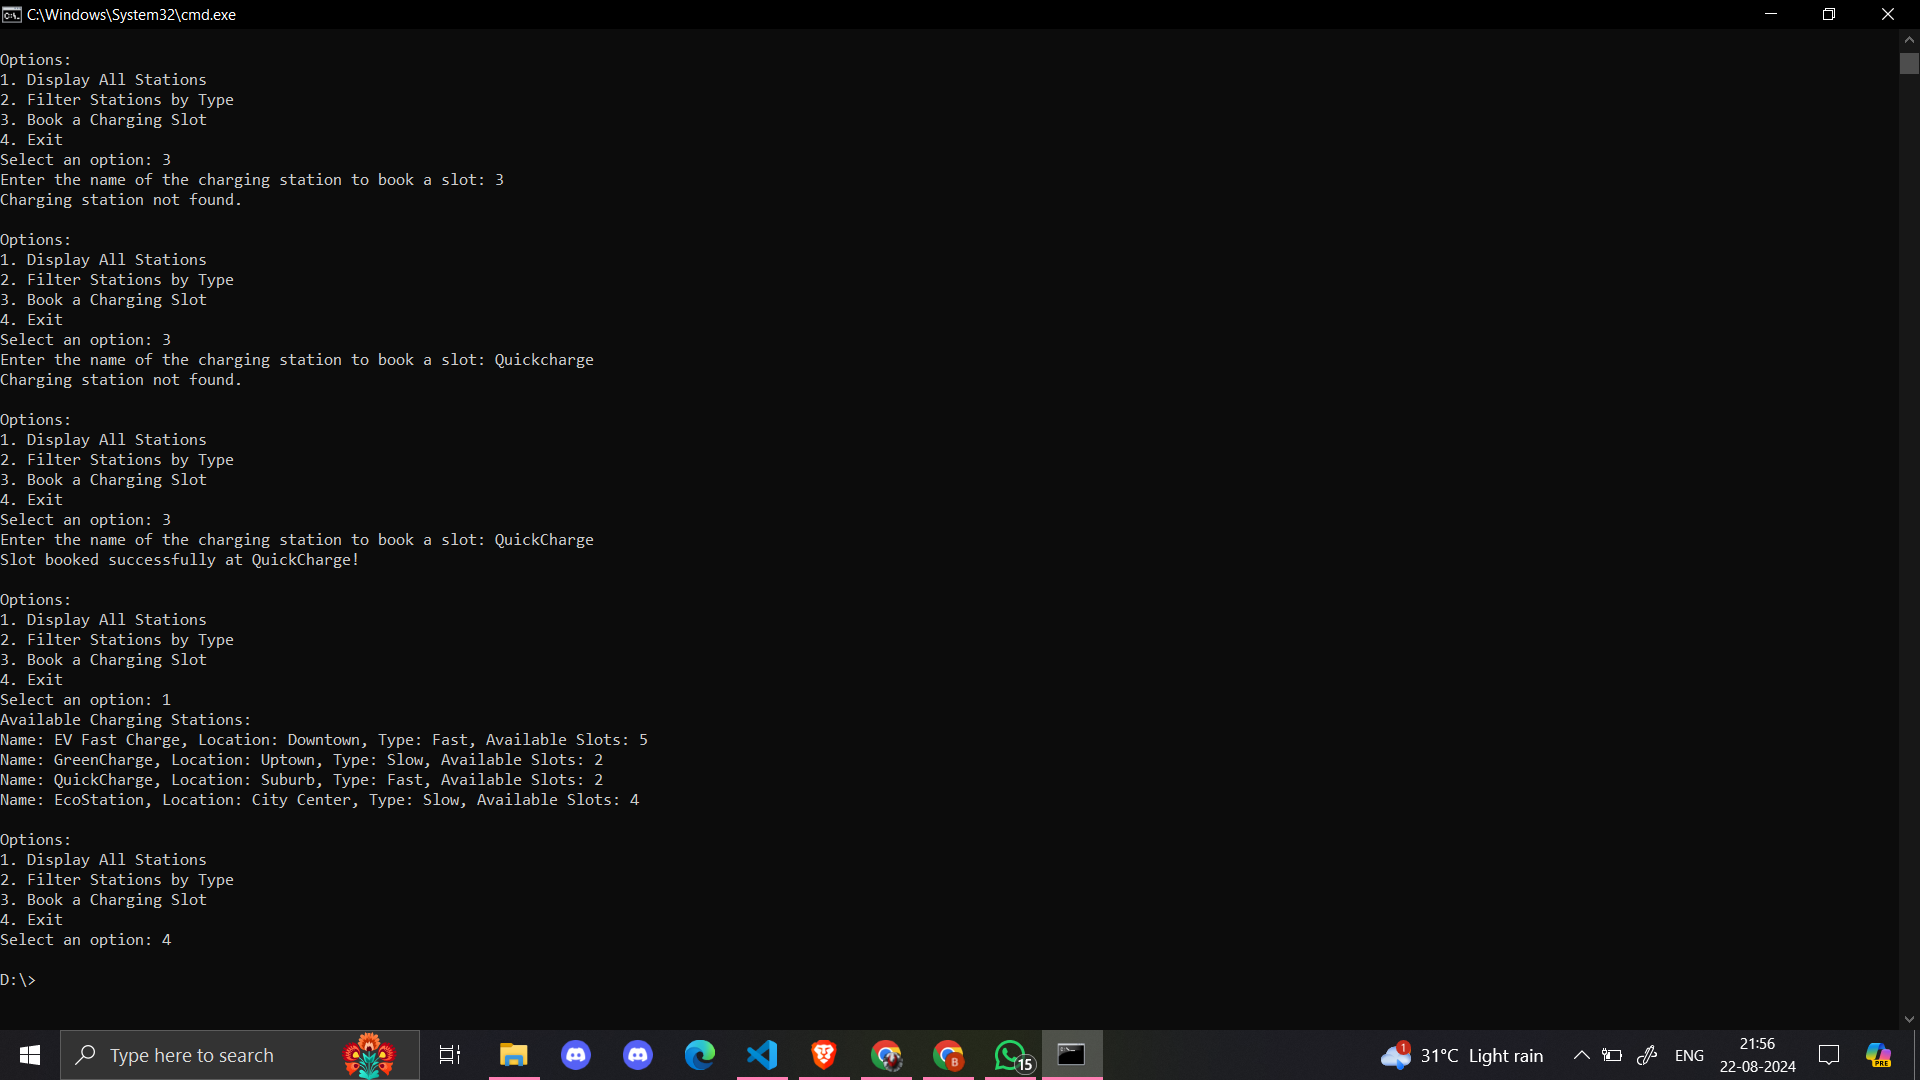 C:\Windows\System32\cmd.exe
Options:
1. Display All Stations
2. Filter Stations by Type
3. Book a Charging Slot
4. Exit
Select an option: 3
Enter the name of the charging station to book a slot: 3
Charging station not found.
Options:
1. Display All Stations
2. Filter Stations by Type
3. Book a Charging Slot
4. Exit
Select an option: 3
Enter the name of the charging station to book a slot: Quickcharge
Charging station not found.
Options:
1. Display All Stations
2. Filter Stations by Type
3. Book a Charging Slot
4. Exit
Select an option: 3
Enter the name of the charging station to book a slot: QuickCharge
Slot booked successfully at QuickCharge!
Options:
1. Display All Stations
2. Filter Stations by Type
3. Book a Charging Slot
4. Exit
Select an option: 1
Available Charging Stations:
Name: EV Fast Charge, Location: Downtown, Type: Fast, Available Slots: 5
Name: GreenCharge, Location: Uptown, Type: Slow, Available Slots: 2
Name: QuickCharge, Location: Suburb, Type: Fast, Available Slots: 2
Name: EcoStation, Location: City Center, Type: Slow, Available Slots: 4
Options:
1. Display All Stations
2. Filter Stations by Type
3. Book a Charging Slot
4. Exit
Select an option: 4
D:\>
Type here to search
B
15
1
31°C Light rain
ENG
21:56
22-08-2024
PRE